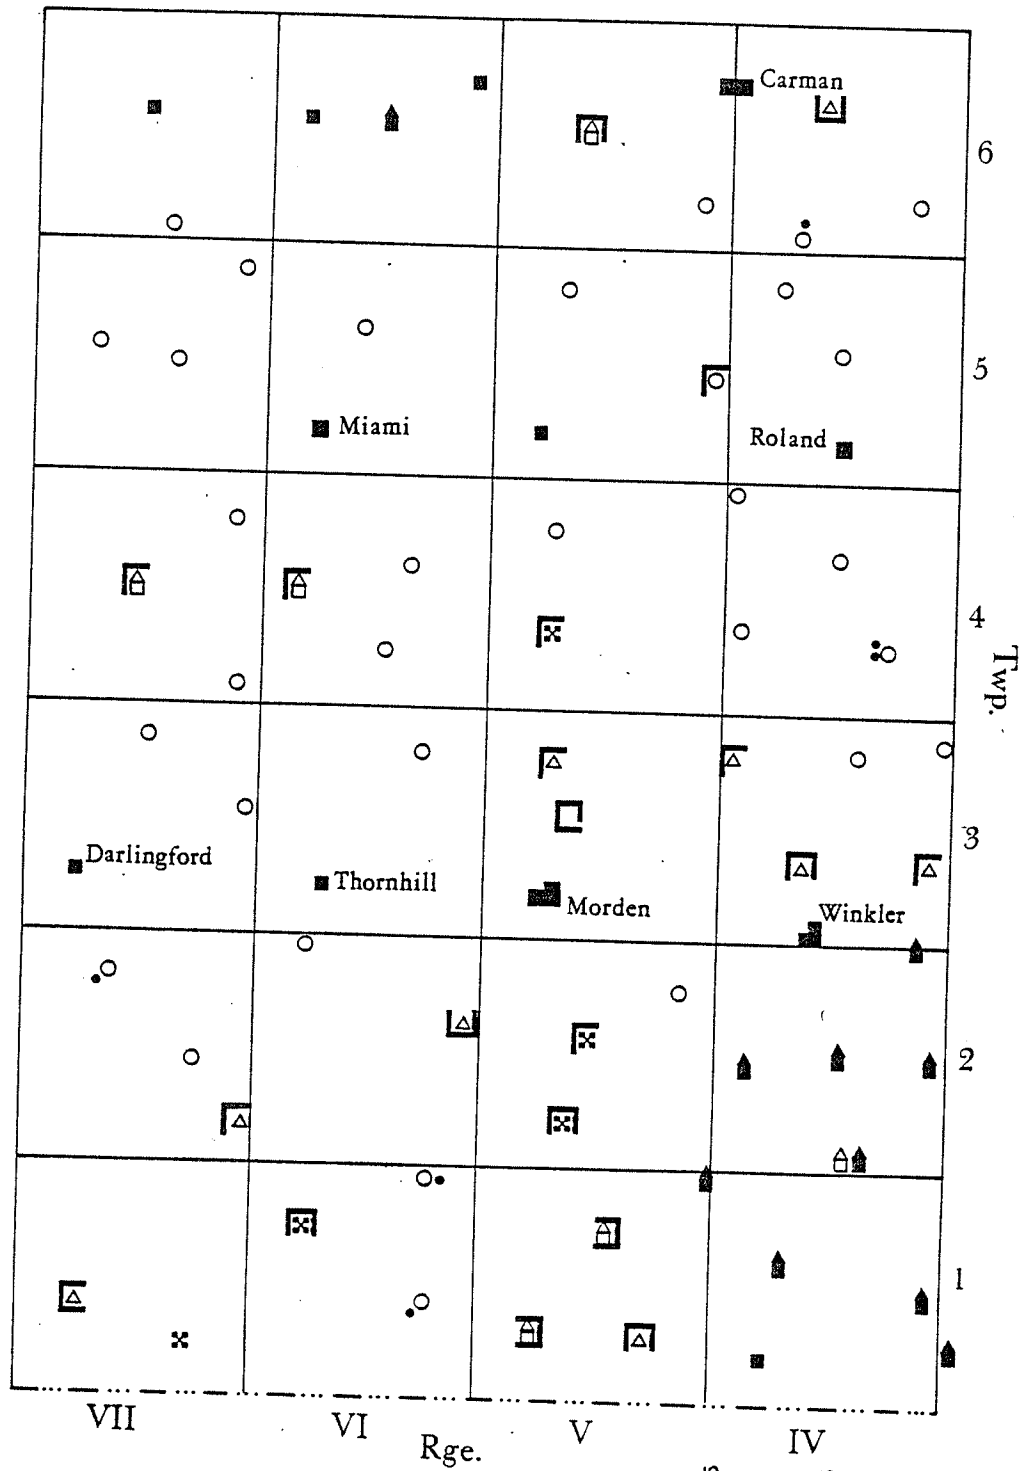 Carman
6
5
Miami
Roland
4
Twp.
Darlingford
Thornhill
Morden
Winkler
3
2
1
VII
VI
V
IV
Rge.